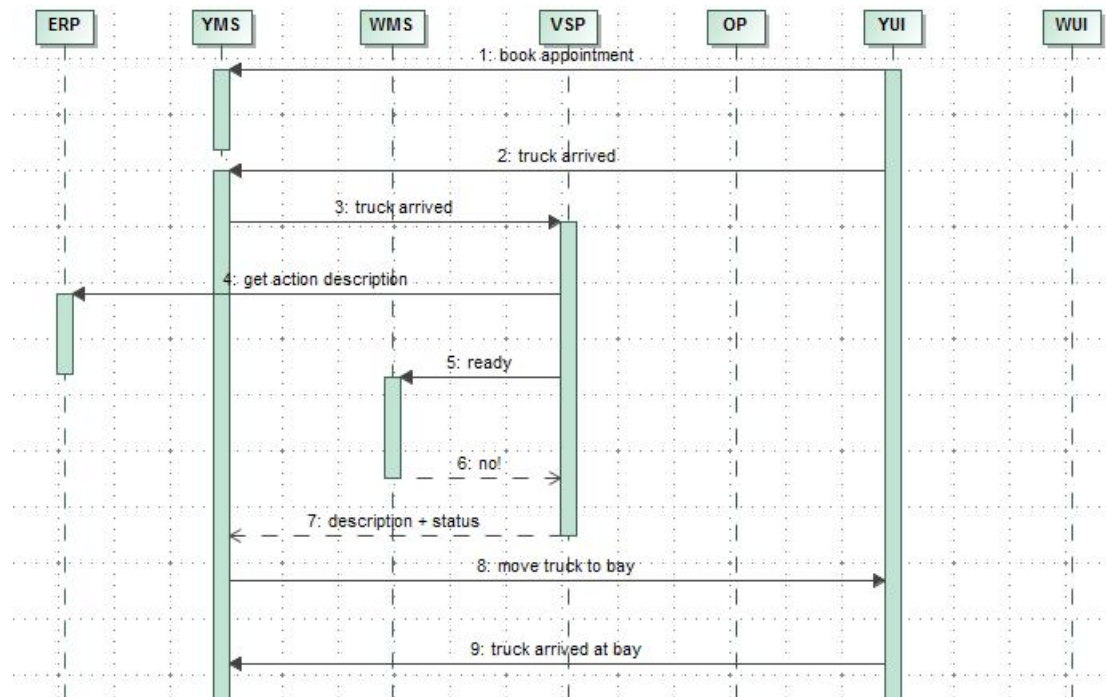 ERP YMS WMS VSP OP YUI WUI
1: book appointment
2: truck arrived
3: truck arrived
4: get action description
5: ready
6: no!
7: description + status
8: move truck to bay
9: truck arrived at bay